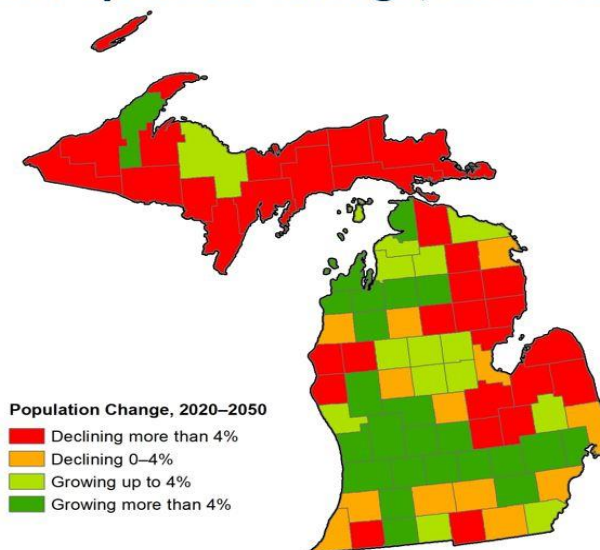 Population Change, 2020–2050
Declining more than 4%
Declining 0–4%
Growing up to 4%
Growing more than 4%